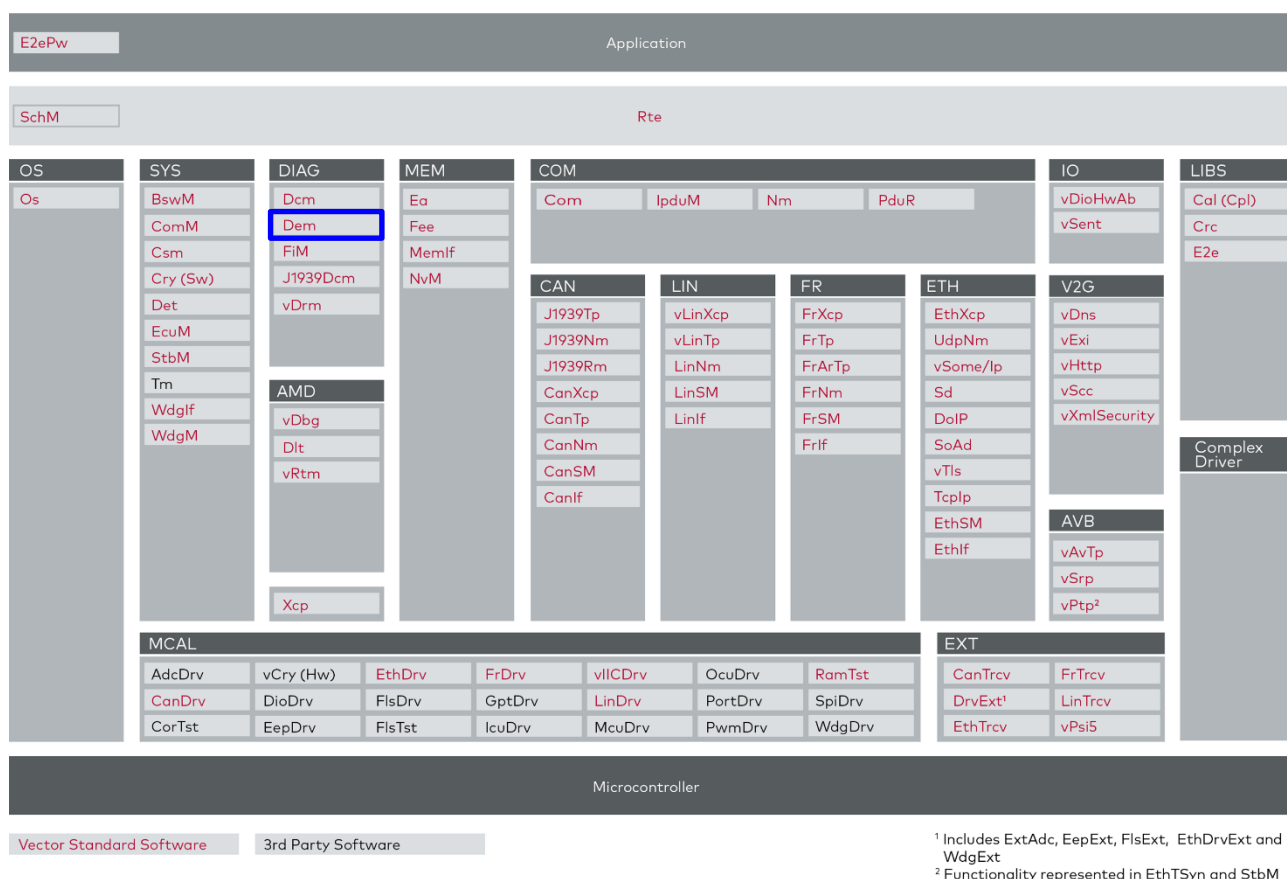 E2ePw
Application
SchM
Rte
OS
Os
SYS
BswM
ComM
Csm
Cry (Sw)
Det
EcuM
StbM
Tm
WdgIf
WdgM
DIAG
Dcm
Dem
FiM
J1939Dcm
vDrm
AMD
vDbg
Dlt
vRtm
Xcp
MEM
Ea
Fee
MemIf
NvM
COM
Com IpduM Nm PduR
CAN
J1939Tp
J1939Nm
J1939Rm
CanXcp
CanTp
CanNm
CanSM
CanIf
LIN
vLinXcp
vLinTp
LinNm
LinSM
LinIf
FR
FrXcp
FrTp
FrArTp
FrNm
FrSM
FrIf
ETH
EthXcp
UdpNm
vSome/Ip
Sd
DoIP
SoAd
vTls
TcpIp
EthSM
EthIf
IO
vDioHwAb
vSent
V2G
vDns
vExi
vHttp
vScc
vXmlSecurity
AVB
vAvTp
vSrp
vPtp²
LIBS
Cal (Cpl)
Crc
E2e
Complex
Driver
MCAL
AdcDrv vCry (Hw) EthDrv FrDrv vIICDrv OcuDrv RamTst
CanDrv DioDrv FlsDrv GptDrv LinDrv PortDrv SpiDrv
CorTst EepDrv FlsTst IcuDrv McuDrv PwmDrv WdgDrv
EXT
CanTrcv FrTrcv
DrvExt¹ LinTrcv
EthTrcv vPsi5
Microcontroller
Vector Standard Software 3rd Party Software
¹ Includes ExtAdc, EepExt, FlsExt, EthDrvExt and
WdgExt
² Functionality represented in EthTSyn and StbM